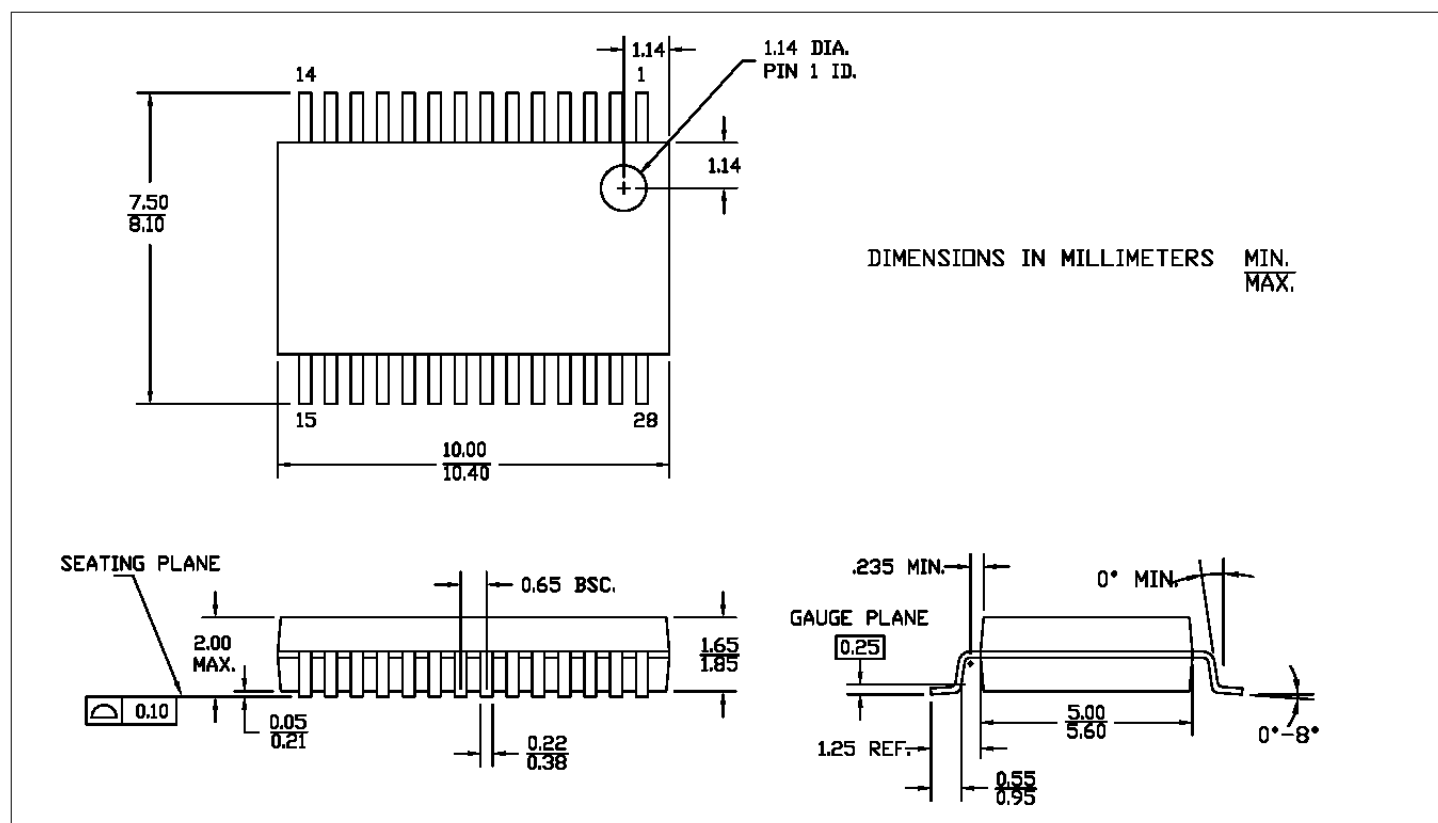 1.14
1.14 DIA.
PIN 1 ID.
14
1
1.14
7.50
8.10
DIMENSIONS IN MILLIMETERS
MIN.
MAX.
15
28
10.00
10.40
SEATING PLANE
0.65 BSC.
2.00
MAX.
1.65
1.85
0.10
0.05
0.21
0.22
0.38
.235 MIN.
0° MIN.
GAUGE PLANE
0.25
5.00
5.60
0°-8°
1.25 REF.
0.55
0.95